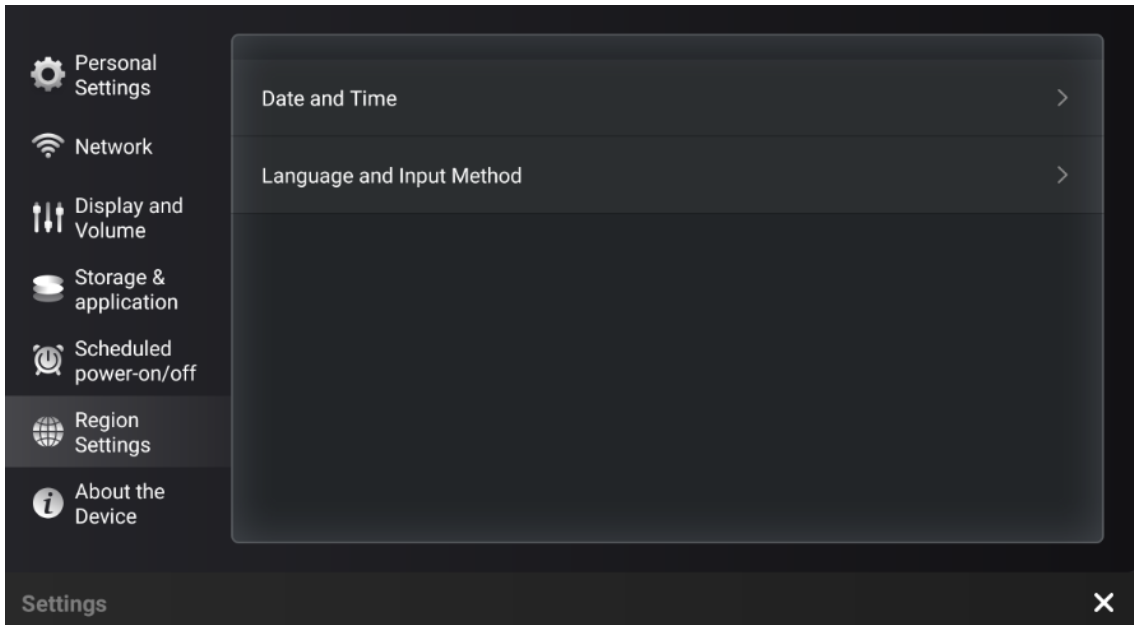 Personal
Settings
Network
Display and
Volume
Storage &
application
Scheduled
power-on/off
Region
Settings
About the
Device
Date and Time
Language and Input Method
Settings